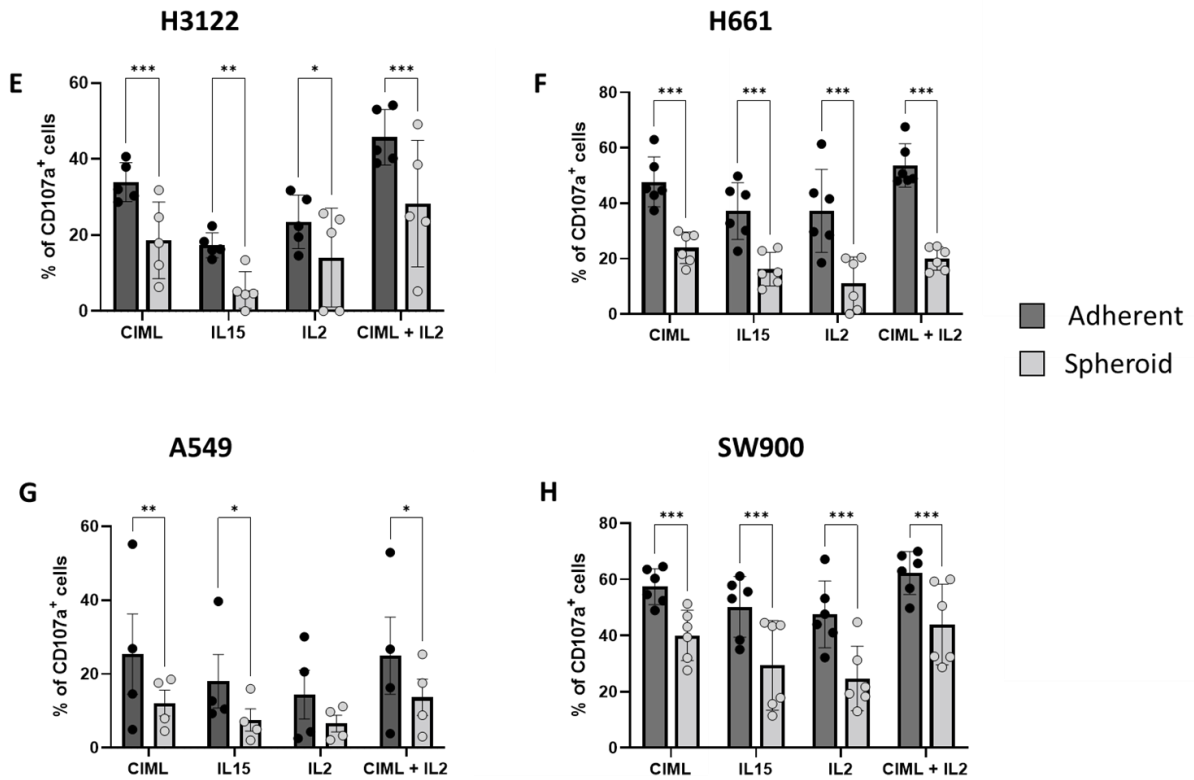 H3122
H661
E
% of CD107a+ cells
60
40
20
0
*** ** * ***
CIML IL15 IL2 CIML + IL2
F
% of CD107a+ cells
80
60
40
20
0
*** *** *** ***
CIML IL15 IL2 CIML + IL2
Adherent
Spheroid
A549
SW900
G
% of CD107a+ cells
60
40
20
0
** * *
CIML IL15 IL2 CIML + IL2
H
% of CD107a+ cells
80
60
40
20
0
*** *** *** ***
CIML IL15 IL2 CIML + IL2